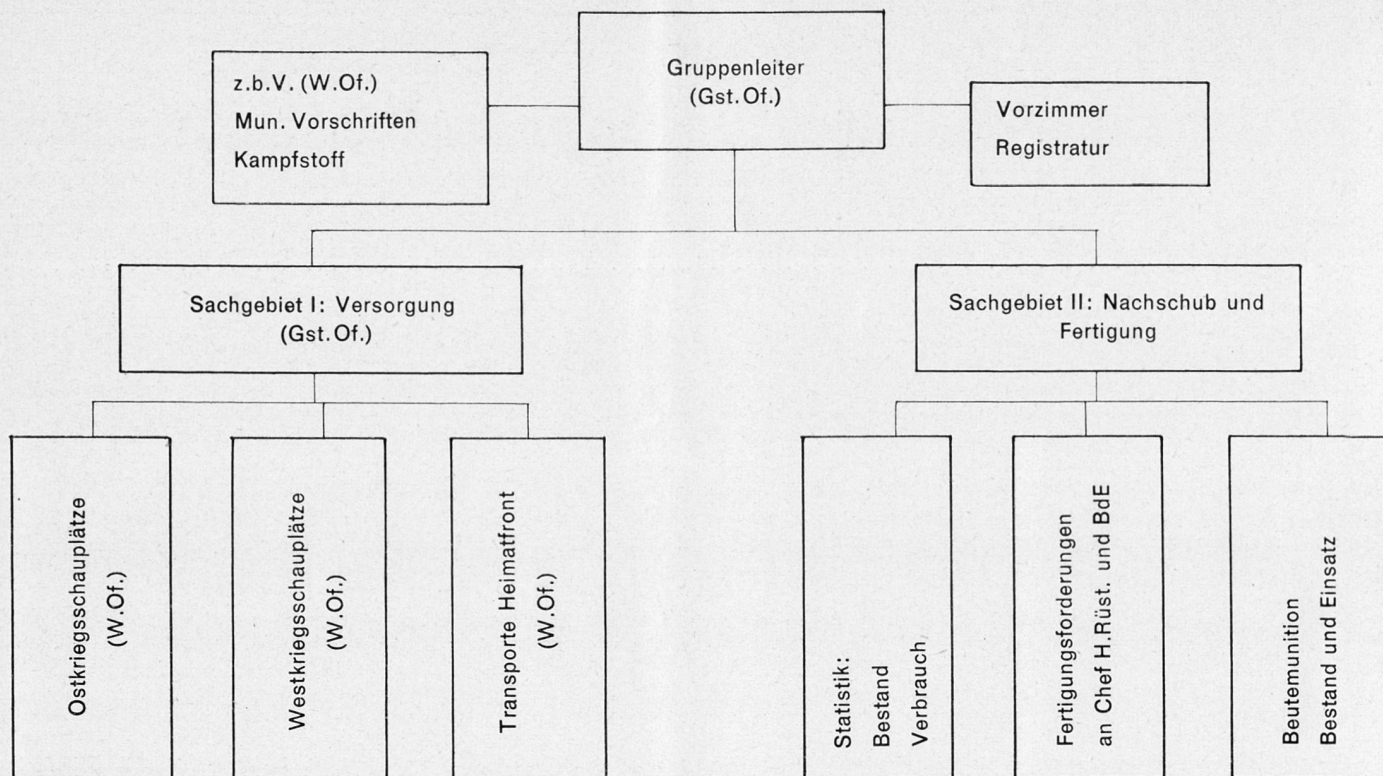 z.b.V. (W.Of.)
Mun. Vorschriften
Kampfstoff
Gruppenleiter
(Gst. Of.)
Vorzimmer
Registratur
Sachgebiet I: Versorgung
(Gst. Of.)
Sachgebiet II: Nachschub und
Fertigung
Ostkriegsschauplätze
(W.Of.)
Westkriegsschauplätze
(W.Of.)
Transporte Heimatfront
(W.Of.)
Statistik:
Bestand
Verbrauch
Fertigungsforderungen
an Chef H.Rüst. und BdE
Beutemunition
Bestand und Einsatz